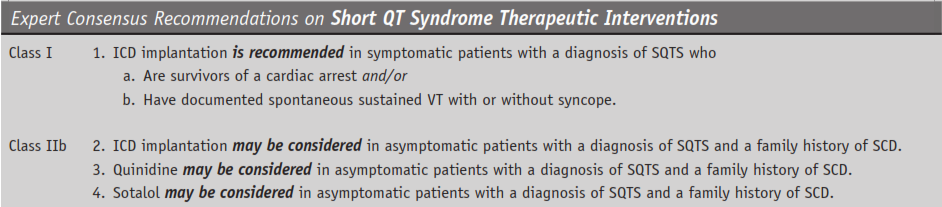 Expert Consensus Recommendations on Short QT Syndrome Therapeutic Interventions
Class I 1. ICD implantation is recommended in symptomatic patients with a diagnosis of SQTS who
a. Are survivors of a cardiac arrest and/or
b. Have documented spontaneous sustained VT with or without syncope.
Class IIb 2. ICD implantation may be considered in asymptomatic patients with a diagnosis of SQTS and a family history of SCD.
3. Quinidine may be considered in asymptomatic patients with a diagnosis of SQTS and a family history of SCD.
4. Sotalol may be considered in asymptomatic patients with a diagnosis of SQTS and a family history of SCD.